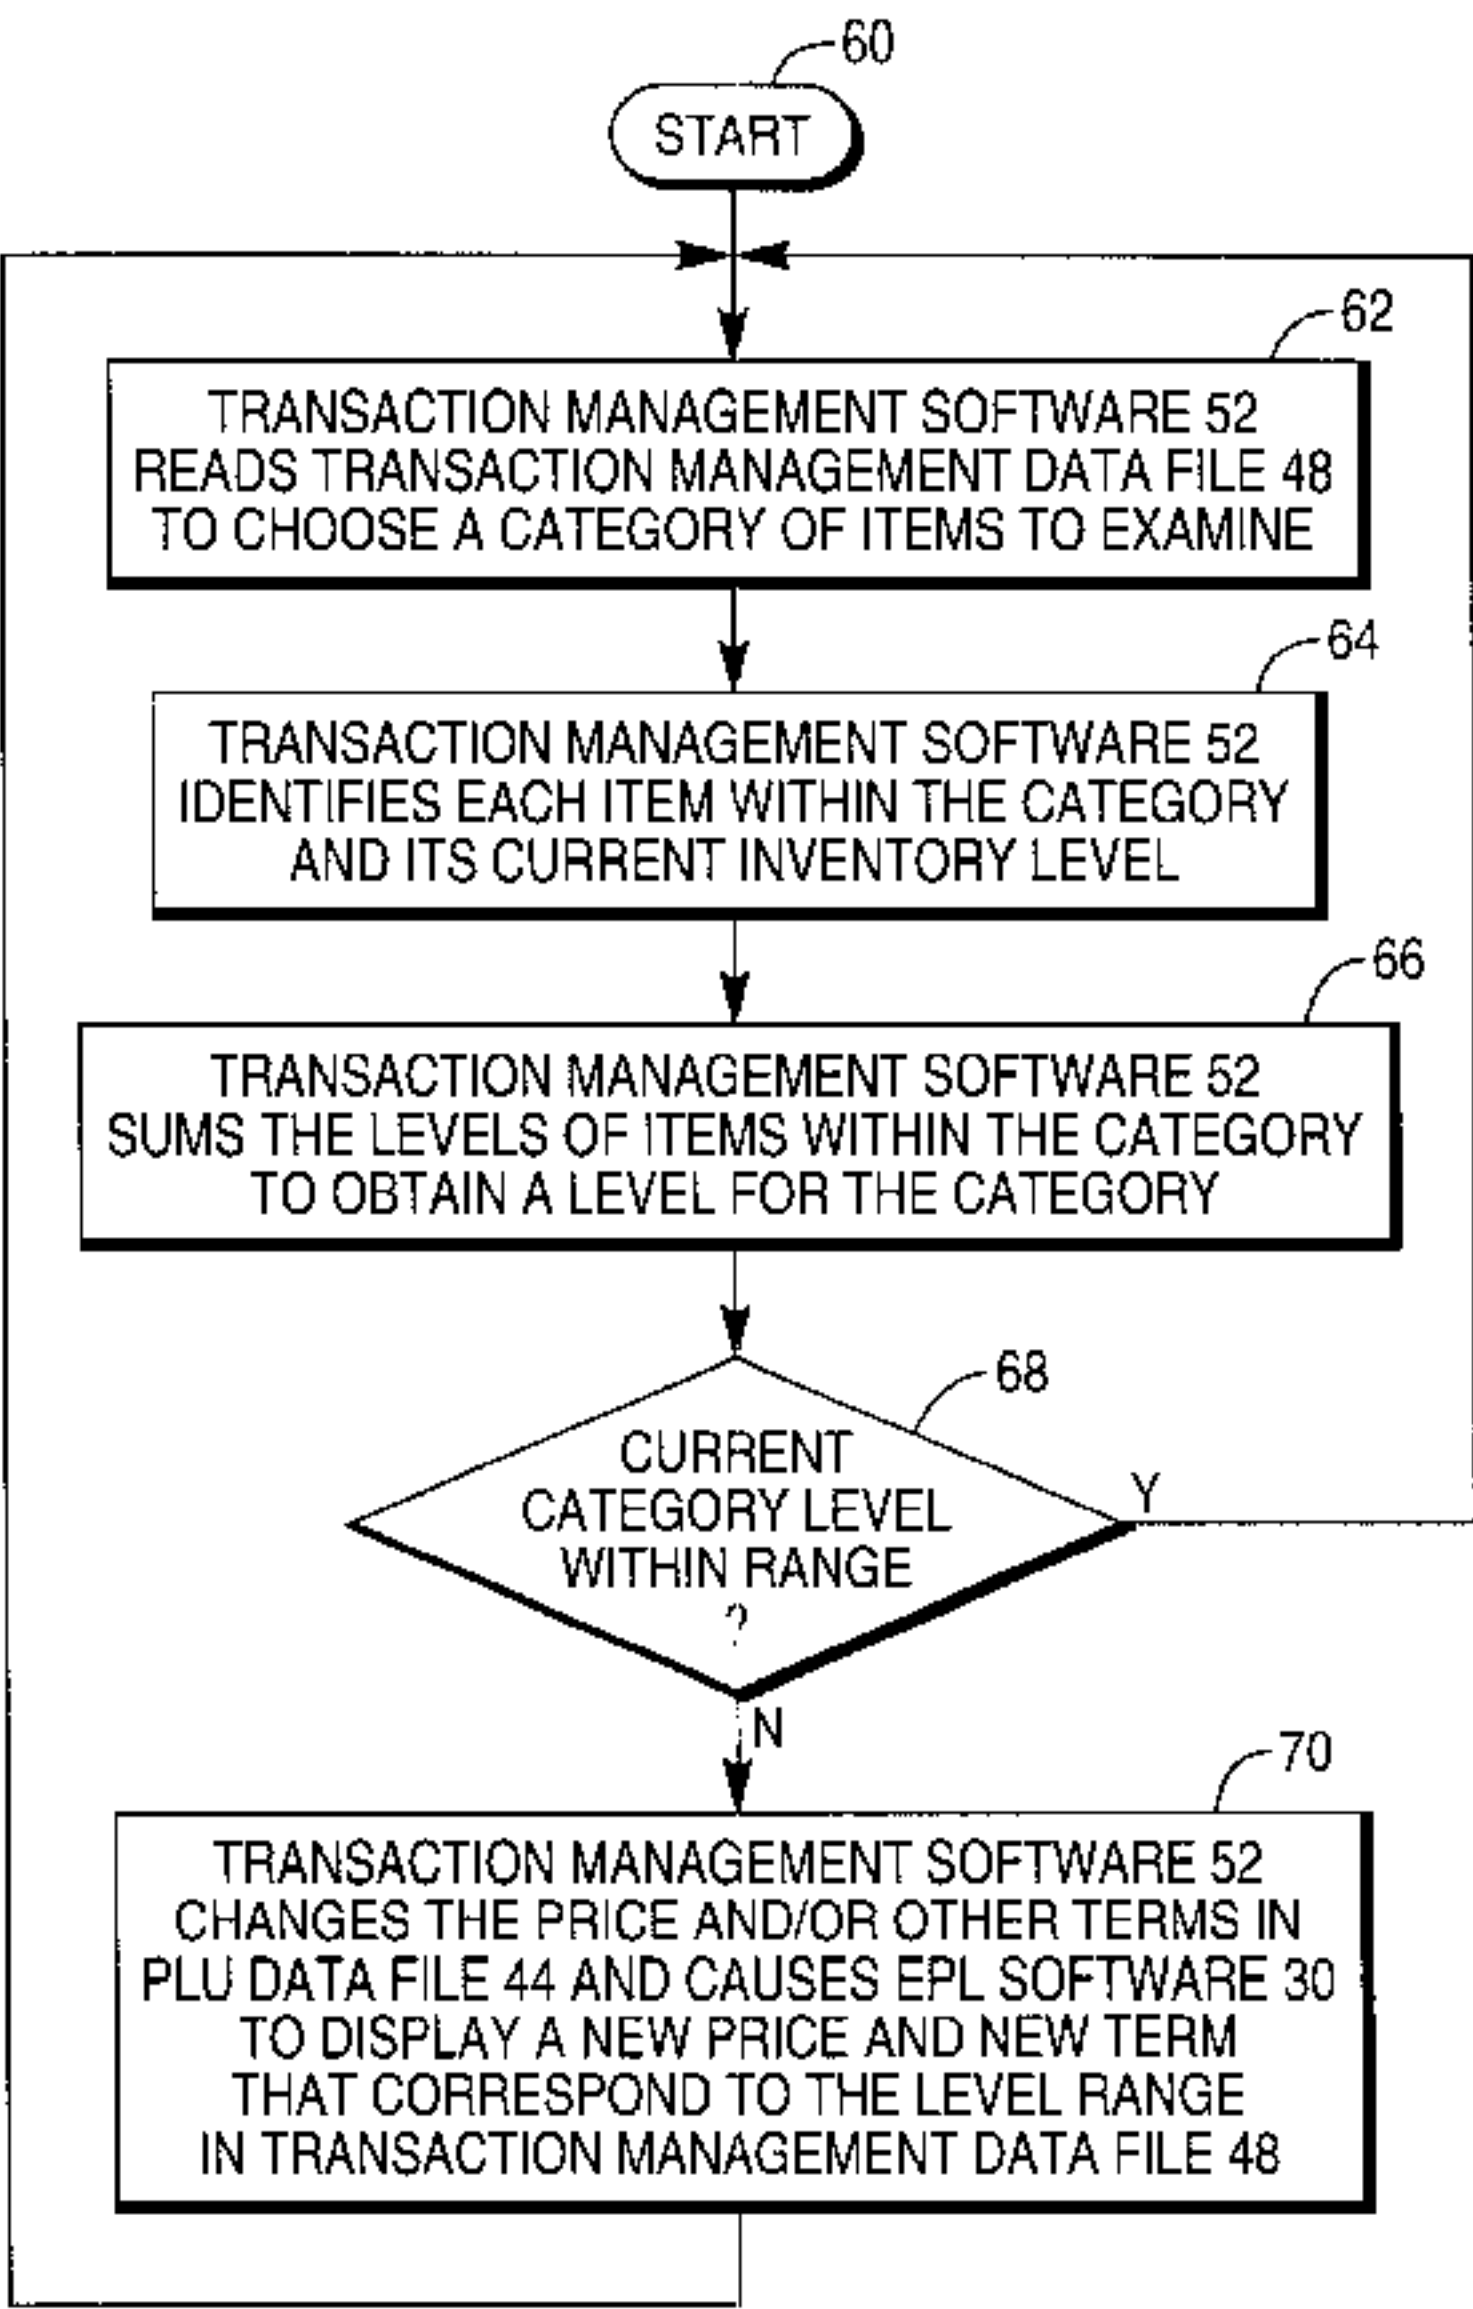 60
START
62
TRANSACTION MANAGEMENT SOFTWARE 52
READS TRANSACTION MANAGEMENT DATA FILE 48
TO CHOOSE A CATEGORY OF ITEMS TO EXAMINE
64
TRANSACTION MANAGEMENT SOFTWARE 52
IDENTIFIES EACH ITEM WITHIN THE CATEGORY
AND ITS CURRENT INVENTORY LEVEL
66
TRANSACTION MANAGEMENT SOFTWARE 52
SUMS THE LEVELS OF ITEMS WITHIN THE CATEGORY
TO OBTAIN A LEVEL FOR THE CATEGORY
68
CURRENT
CATEGORY LEVEL
WITHIN RANGE
?
Y
N
70
TRANSACTION MANAGEMENT SOFTWARE 52
CHANGES THE PRICE AND/OR OTHER TERMS IN
PLU DATA FILE 44 AND CAUSES EPL SOFTWARE 30
TO DISPLAY A NEW PRICE AND NEW TERM
THAT CORRESPOND TO THE LEVEL RANGE
IN TRANSACTION MANAGEMENT DATA FILE 48